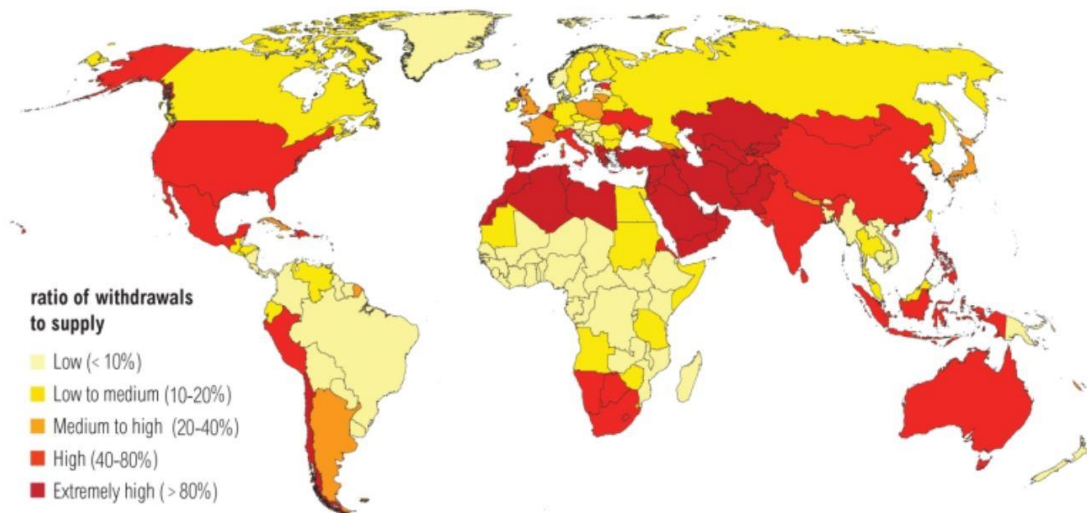 ratio of withdrawals
to supply
Low (< 10%)
Low to medium (10-20%)
Medium to high (20-40%)
High (40-80%)
Extremely high (> 80%)